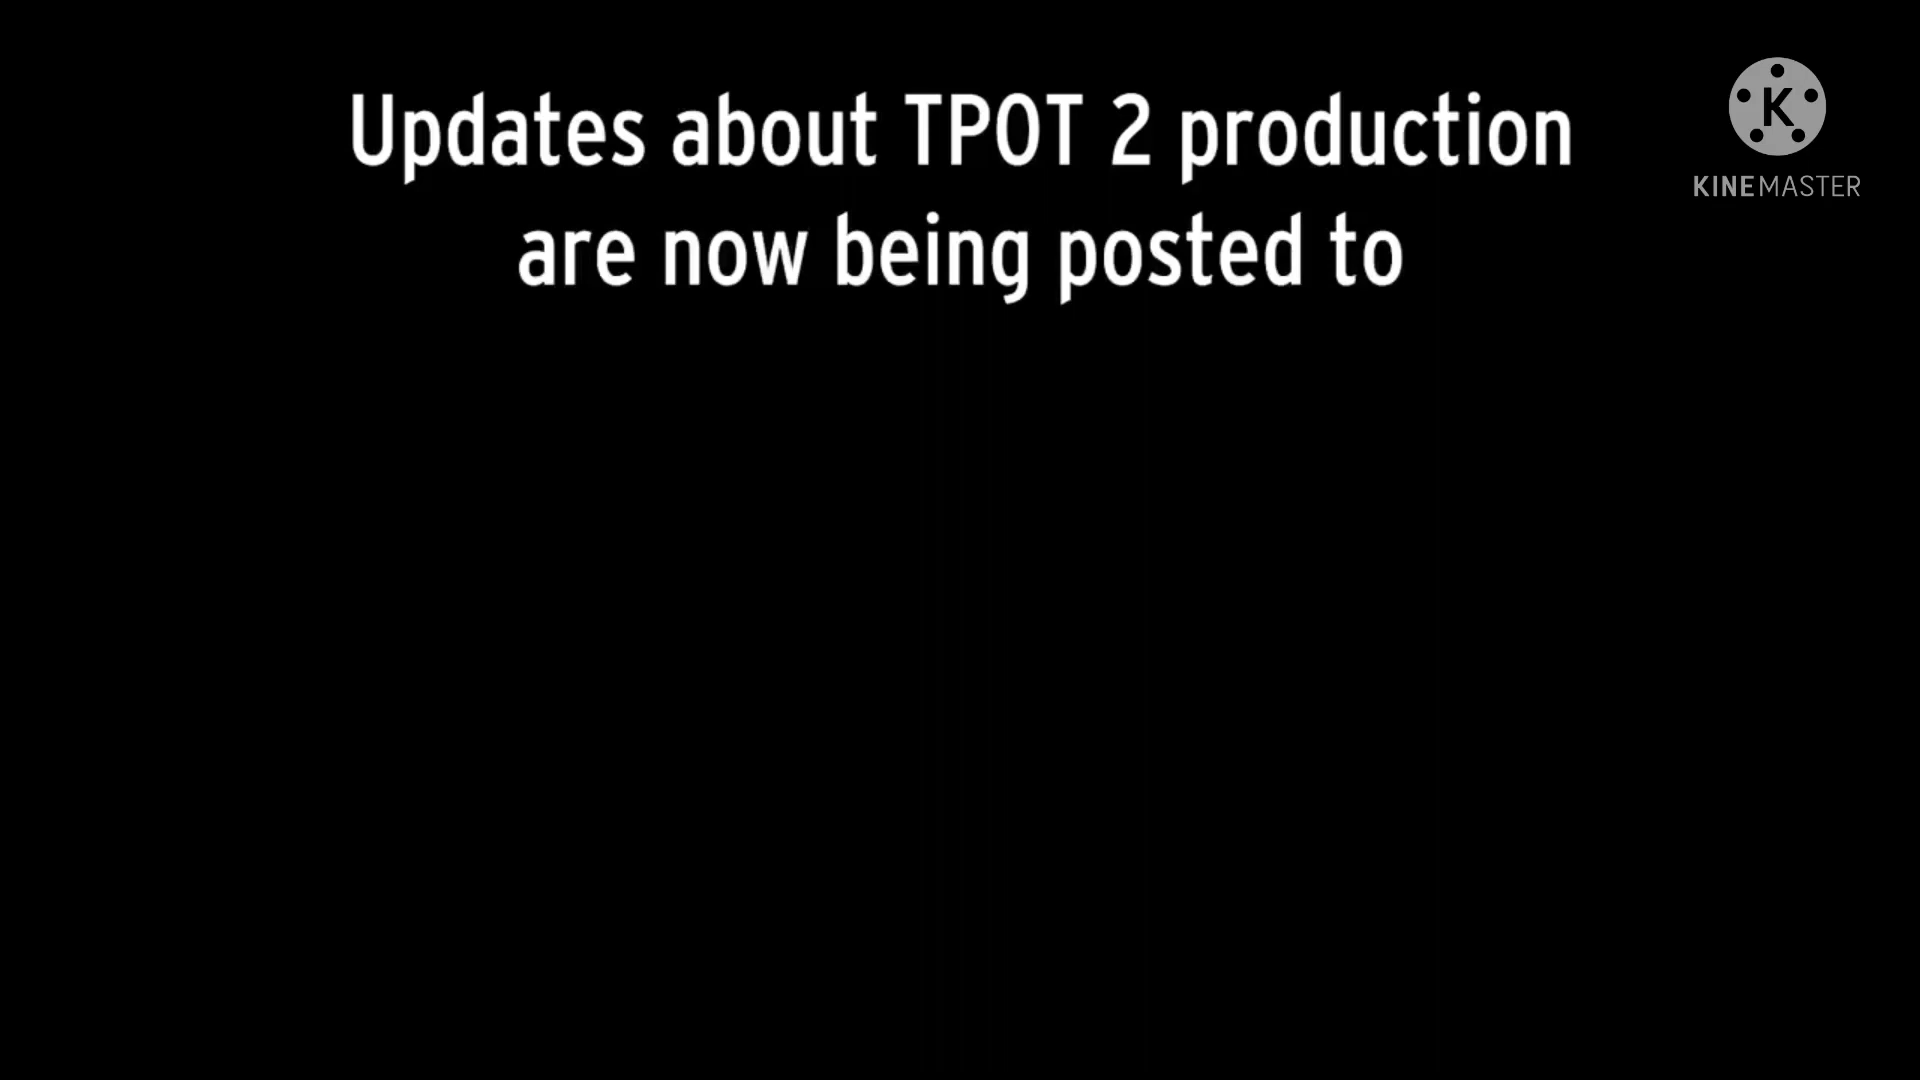 Updates about TPOT 2 production
are now being posted to
K
KINEMASTER